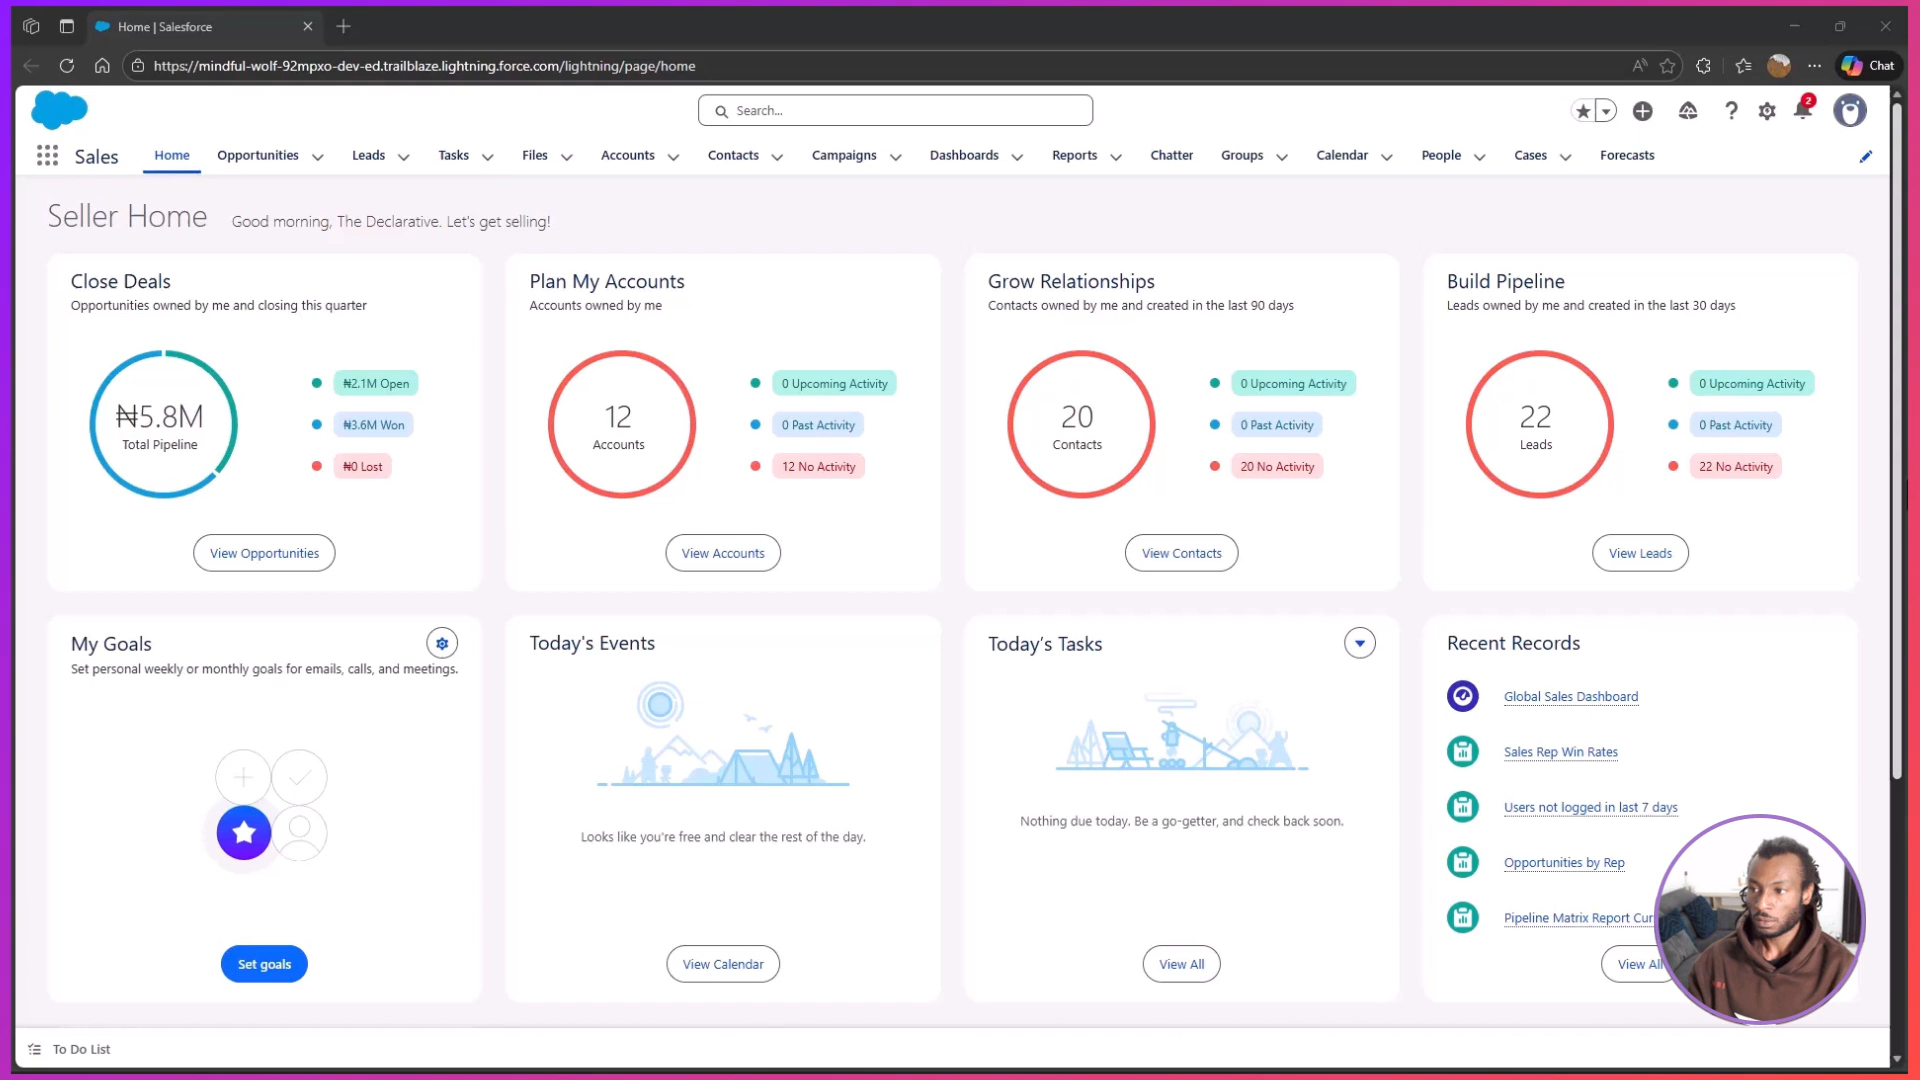 Home | Salesforce
https://mindful-wolf-92mpxo-dev-ed.trailblaze.lightning.force.com/lightning/page/home
Chat
Search...
2
Sales
Home
Opportunities
Leads
Tasks
Files
Accounts
Contacts
Campaigns
Dashboards
Reports
Chatter
Groups
Calendar
People
Cases
Forecasts
Seller Home
Good morning, The Declarative. Let's get selling!
Close Deals
Opportunities owned by me and closing this quarter
₦5.8M
Total Pipeline
₦2.1M Open
₦3.6M Won
₦0 Lost
View Opportunities
Plan My Accounts
Accounts owned by me
12
Accounts
0 Upcoming Activity
0 Past Activity
12 No Activity
View Accounts
Grow Relationships
Contacts owned by me and created in the last 90 days
20
Contacts
0 Upcoming Activity
0 Past Activity
20 No Activity
View Contacts
Build Pipeline
Leads owned by me and created in the last 30 days
22
Leads
0 Upcoming Activity
0 Past Activity
22 No Activity
View Leads
My Goals
Set personal weekly or monthly goals for emails, calls, and meetings.
Set goals
Today's Events
Looks like you're free and clear the rest of the day.
View Calendar
Today’s Tasks
Nothing due today. Be a go-getter, and check back soon.
View All
Recent Records
Global Sales Dashboard
Sales Rep Win Rates
Users not logged in last 7 days
Opportunities by Rep
Pipeline Matrix Report Cur
View All
To Do List